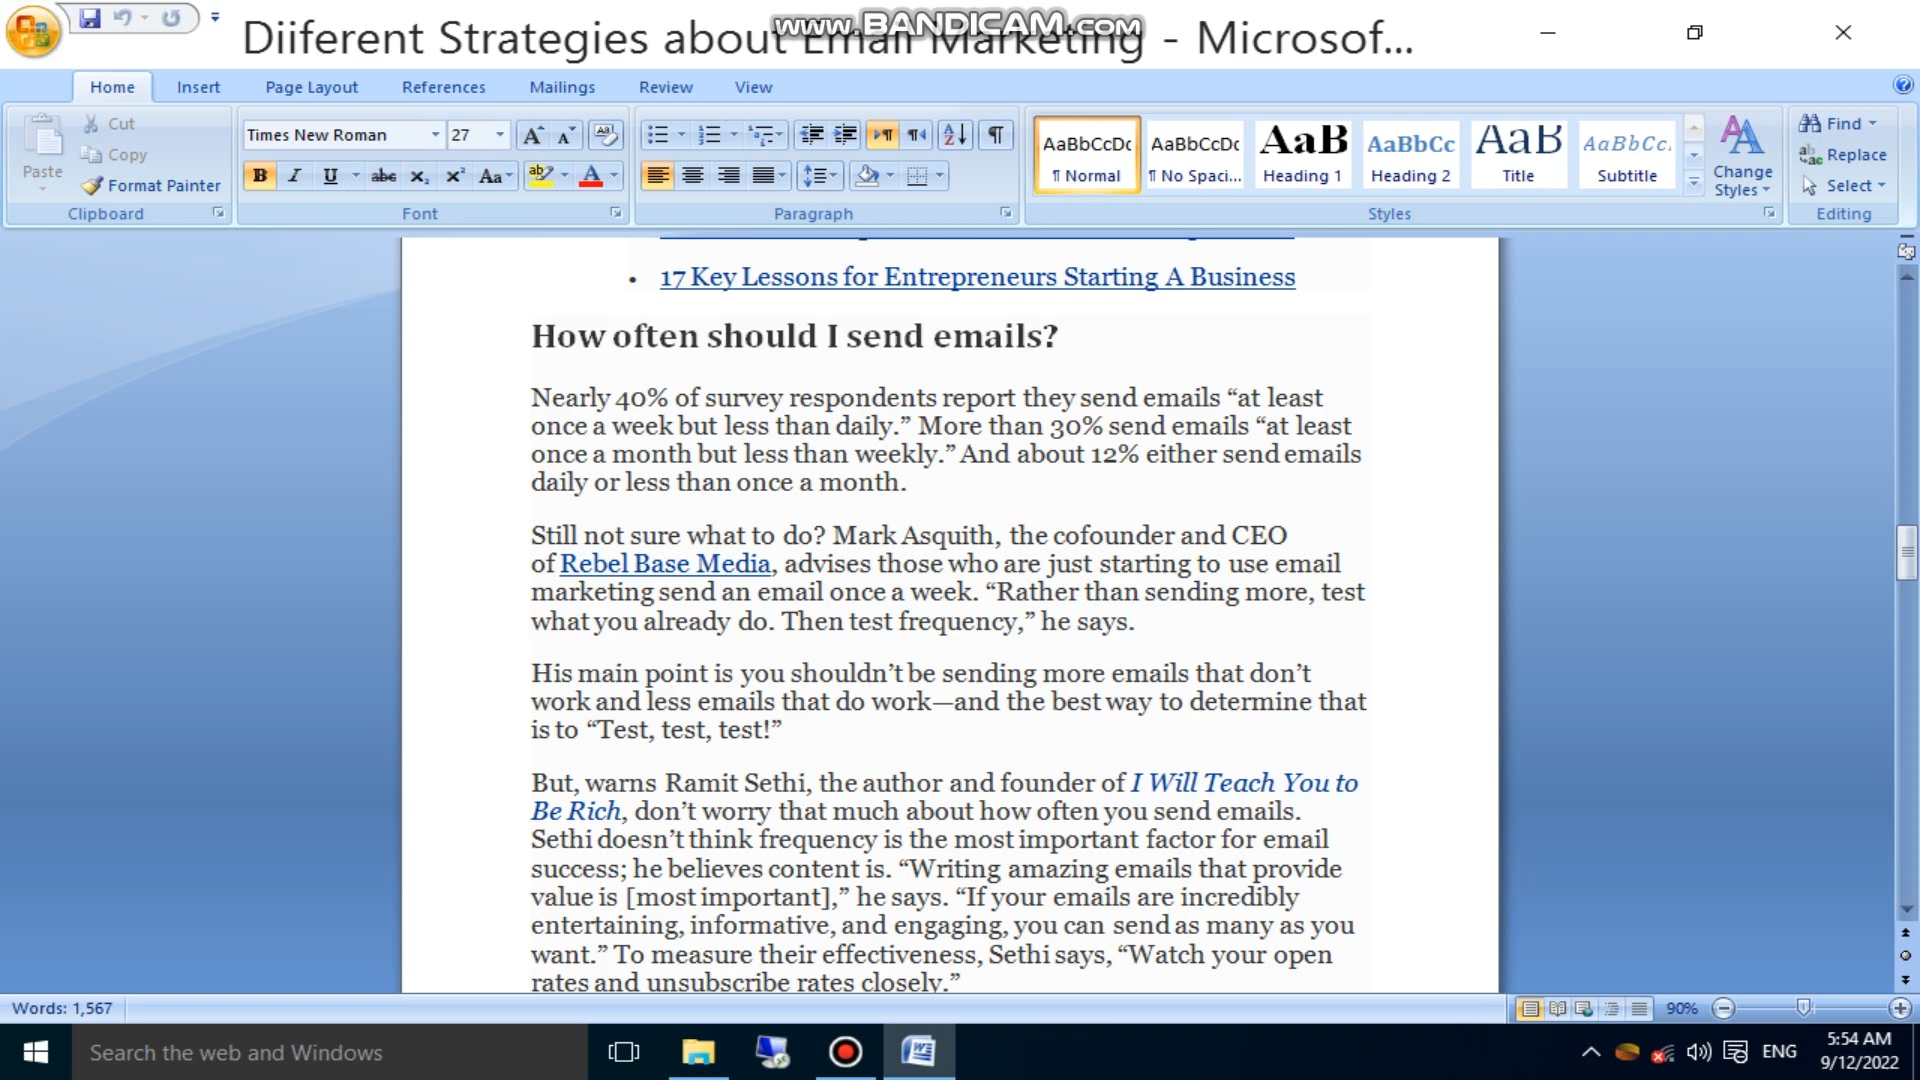 www.BANDICAM.com
Diiferent Strategies about Email Marketing - Microsof...
Home Insert Page Layout References Mailings Review View
Paste
Cut
Copy
Format Painter
Clipboard
Times New Roman 27
Font
Paragraph
AaBbCcDc AaBbCcDc AaB AaBbCc AaB AaBbCc.
¶ Normal ¶ No Spaci... Heading 1 Heading 2 Title Subtitle
Change Styles
Styles
Find
Replace
Select
Editing
• 17 Key Lessons for Entrepreneurs Starting A Business
How often should I send emails?
Nearly 40% of survey respondents report they send emails “at least
once a week but less than daily.” More than 30% send emails “at least
once a month but less than weekly.” And about 12% either send emails
daily or less than once a month.
Still not sure what to do? Mark Asquith, the cofounder and CEO
of Rebel Base Media, advises those who are just starting to use email
marketing send an email once a week. “Rather than sending more, test
what you already do. Then test frequency,” he says.
His main point is you shouldn’t be sending more emails that don’t
work and less emails that do work—and the best way to determine that
is to “Test, test, test!”
But, warns Ramit Sethi, the author and founder of I Will Teach You to
Be Rich, don’t worry that much about how often you send emails.
Sethi doesn’t think frequency is the most important factor for email
success; he believes content is. “Writing amazing emails that provide
value is [most important],” he says. “If your emails are incredibly
entertaining, informative, and engaging, you can send as many as you
want.” To measure their effectiveness, Sethi says, “Watch your open
rates and unsubscribe rates closely.”
Words: 1,567
90%
Search the web and Windows
ENG
5:54 AM
9/12/2022